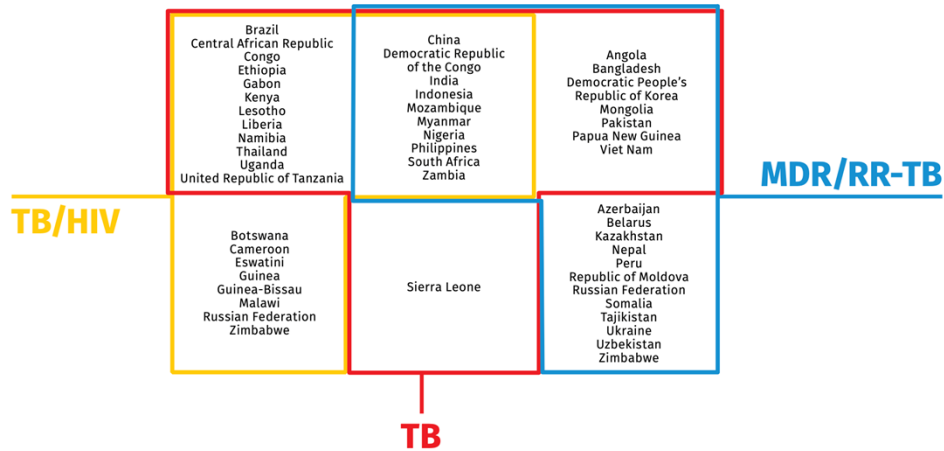 Brazil
Central African Republic
Congo
Ethiopia
Gabon
Kenya
Lesotho
Liberia
Namibia
Thailand
Uganda
United Republic of Tanzania
China
Democratic Republic
of the Congo
India
Indonesia
Mozambique
Myanmar
Nigeria
Philippines
South Africa
Zambia
Angola
Bangladesh
Democratic People's
Republic of Korea
Mongolia
Pakistan
Papua New Guinea
Viet Nam
MDR/RR-TB
TB/HIV
Botswana
Cameroon
Eswatini
Guinea
Guinea-Bissau
Malawi
Russian Federation
Zimbabwe
Sierra Leone
Azerbaijan
Belarus
Kazakhstan
Nepal
Peru
Republic of Moldova
Russian Federation
Somalia
Tajikistan
Ukraine
Uzbekistan
Zimbabwe
TB